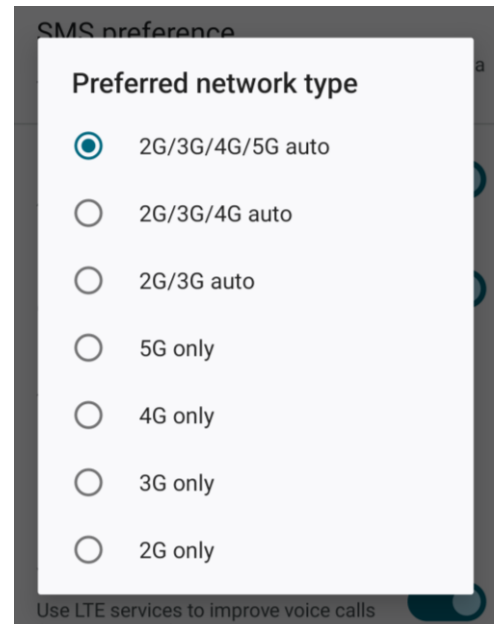 SMS preference
a
Preferred network type
2G/3G/4G/5G auto
2G/3G/4G auto
2G/3G auto
5G only
4G only
3G only
2G only
Use LTE services to improve voice calls